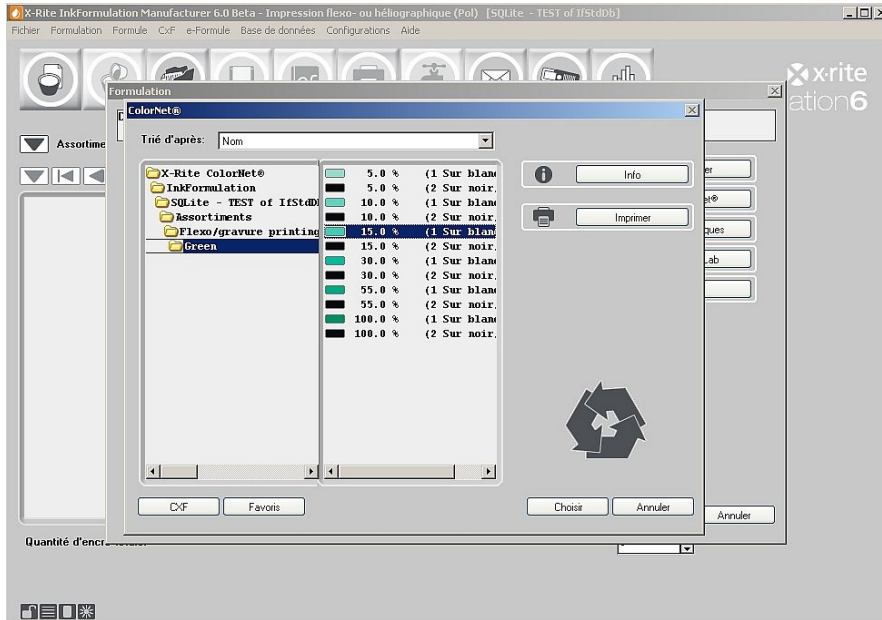 X-Rite InkFormulation Manufacturer 6.0 Beta - Impression flexo- ou héliographique (Pol) [SQLite - TEST of IfStdDb]
Fichier Formulation Formule CxF e-Formule Base de données Configurations Aide
x·rite
ation6
Formulation
ColorNet®
Trié d'après: Nom
Assortime
X-Rite ColorNet®
InkFormulation
SQLite - TEST of IfStdD
Assortiments
Flexo/gravure printing
Green
5.0 % (1 Sur blan
5.0 % (2 Sur noir.
10.0 % (1 Sur blan
10.0 % (2 Sur noir.
15.0 % (1 Sur blan
15.0 % (2 Sur noir.
30.0 % (1 Sur blan
30.0 % (2 Sur noir.
55.0 % (1 Sur blan
55.0 % (2 Sur noir.
100.0 % (1 Sur blan
100.0 % (2 Sur noir.
Info
Imprimer
er
et®
ques
Lab
CXF Favoris Choisir Annuler
Annuler
Quantité d'encr